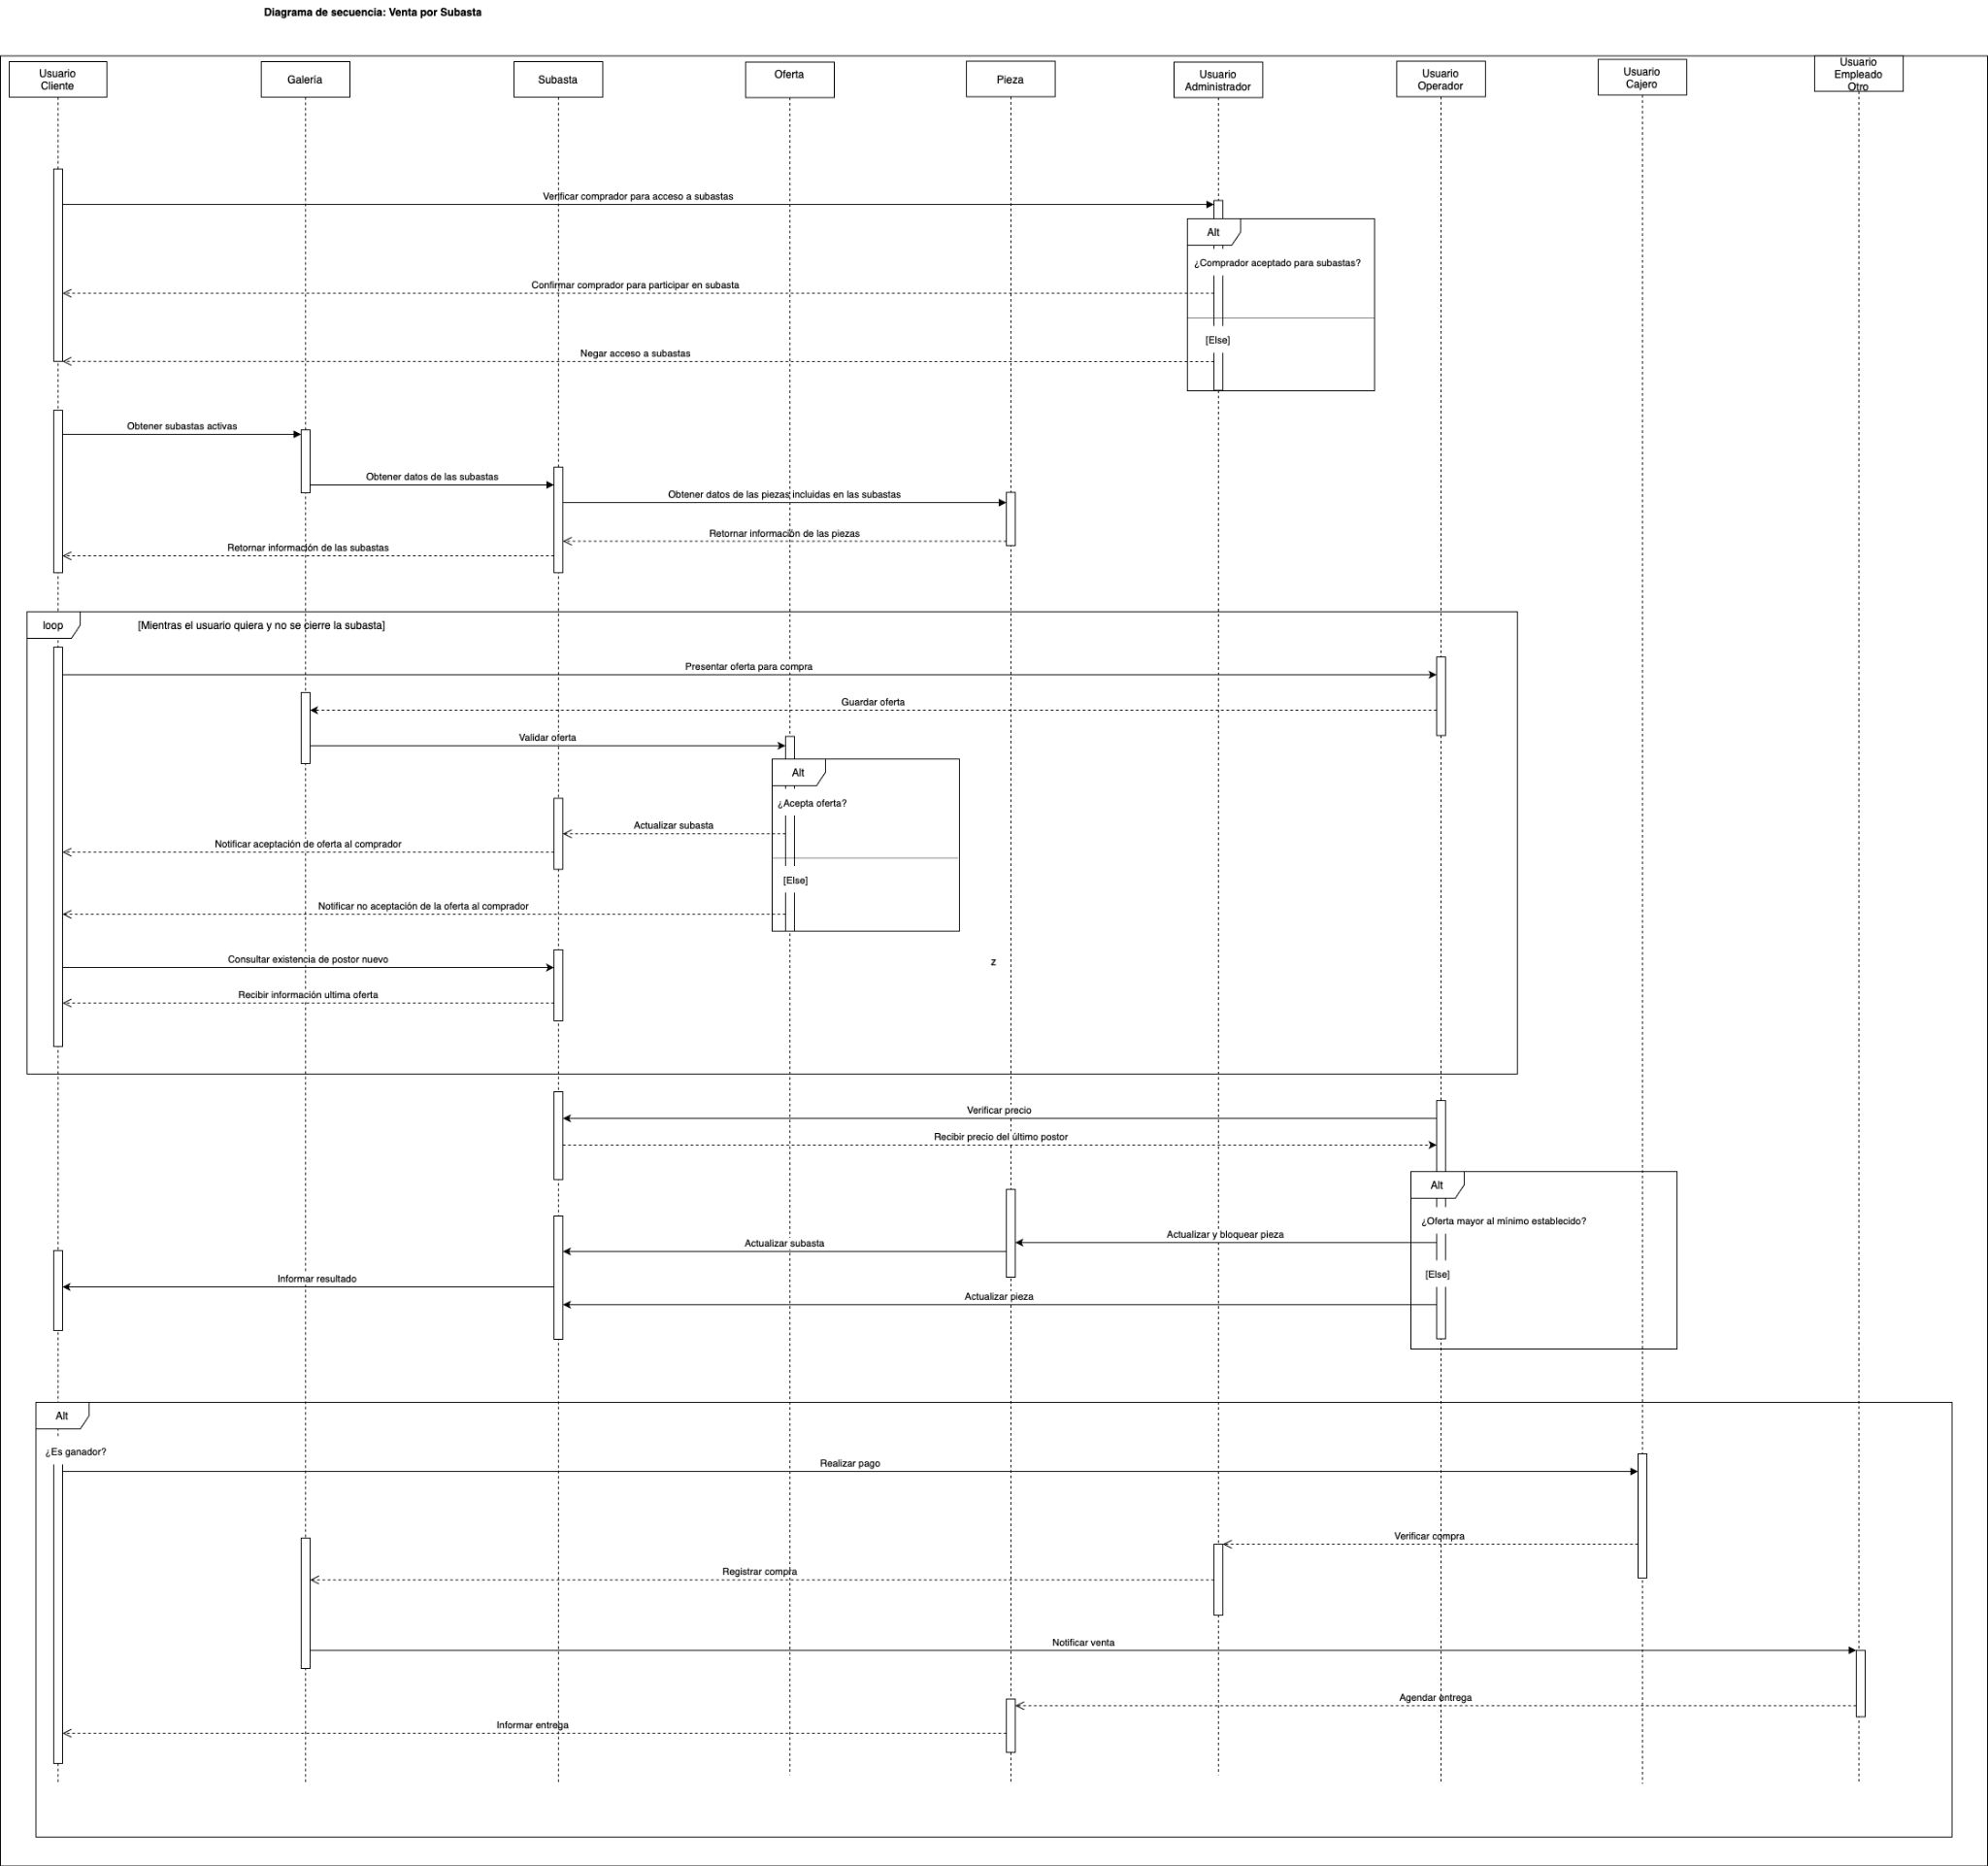 Diagrama de secuencia: Venta por Subasta
Usuario
Cliente
Galería
Subasta
Oferta
Pieza
Usuario
Administrador
Usuario
Operador
Usuario
Cajero
Usuario
Empleado
Otro
Verificar comprador para acceso a subastas
Alt
¿Comprador aceptado para subastas?
Confirmar comprador para participar en subasta
[Else]
Negar acceso a subastas
Obtener subastas activas
Obtener datos de las subastas
Obtener datos de las piezas incluidas en las subastas
Retornar información de las piezas
Retornar información de las subastas
loop
[Mientras el usuario quiera y no se cierre la subasta]
Presentar oferta para compra
Guardar oferta
Validar oferta
Alt
¿Acepta oferta?
Actualizar subasta
Notificar aceptación de oferta al comprador
[Else]
Notificar no aceptación de la oferta al comprador
Consultar existencia de postor nuevo
z
Recibir información ultima oferta
Verificar precio
Recibir precio del último postor
Alt
¿Oferta mayor al mínimo establecido?
Actualizar y bloquear pieza
Actualizar subasta
[Else]
Informar resultado
Actualizar pieza
Alt
¿Es ganador?
Realizar pago
Verificar compra
Registrar compra
Notificar venta
Agendar entrega
Informar entrega